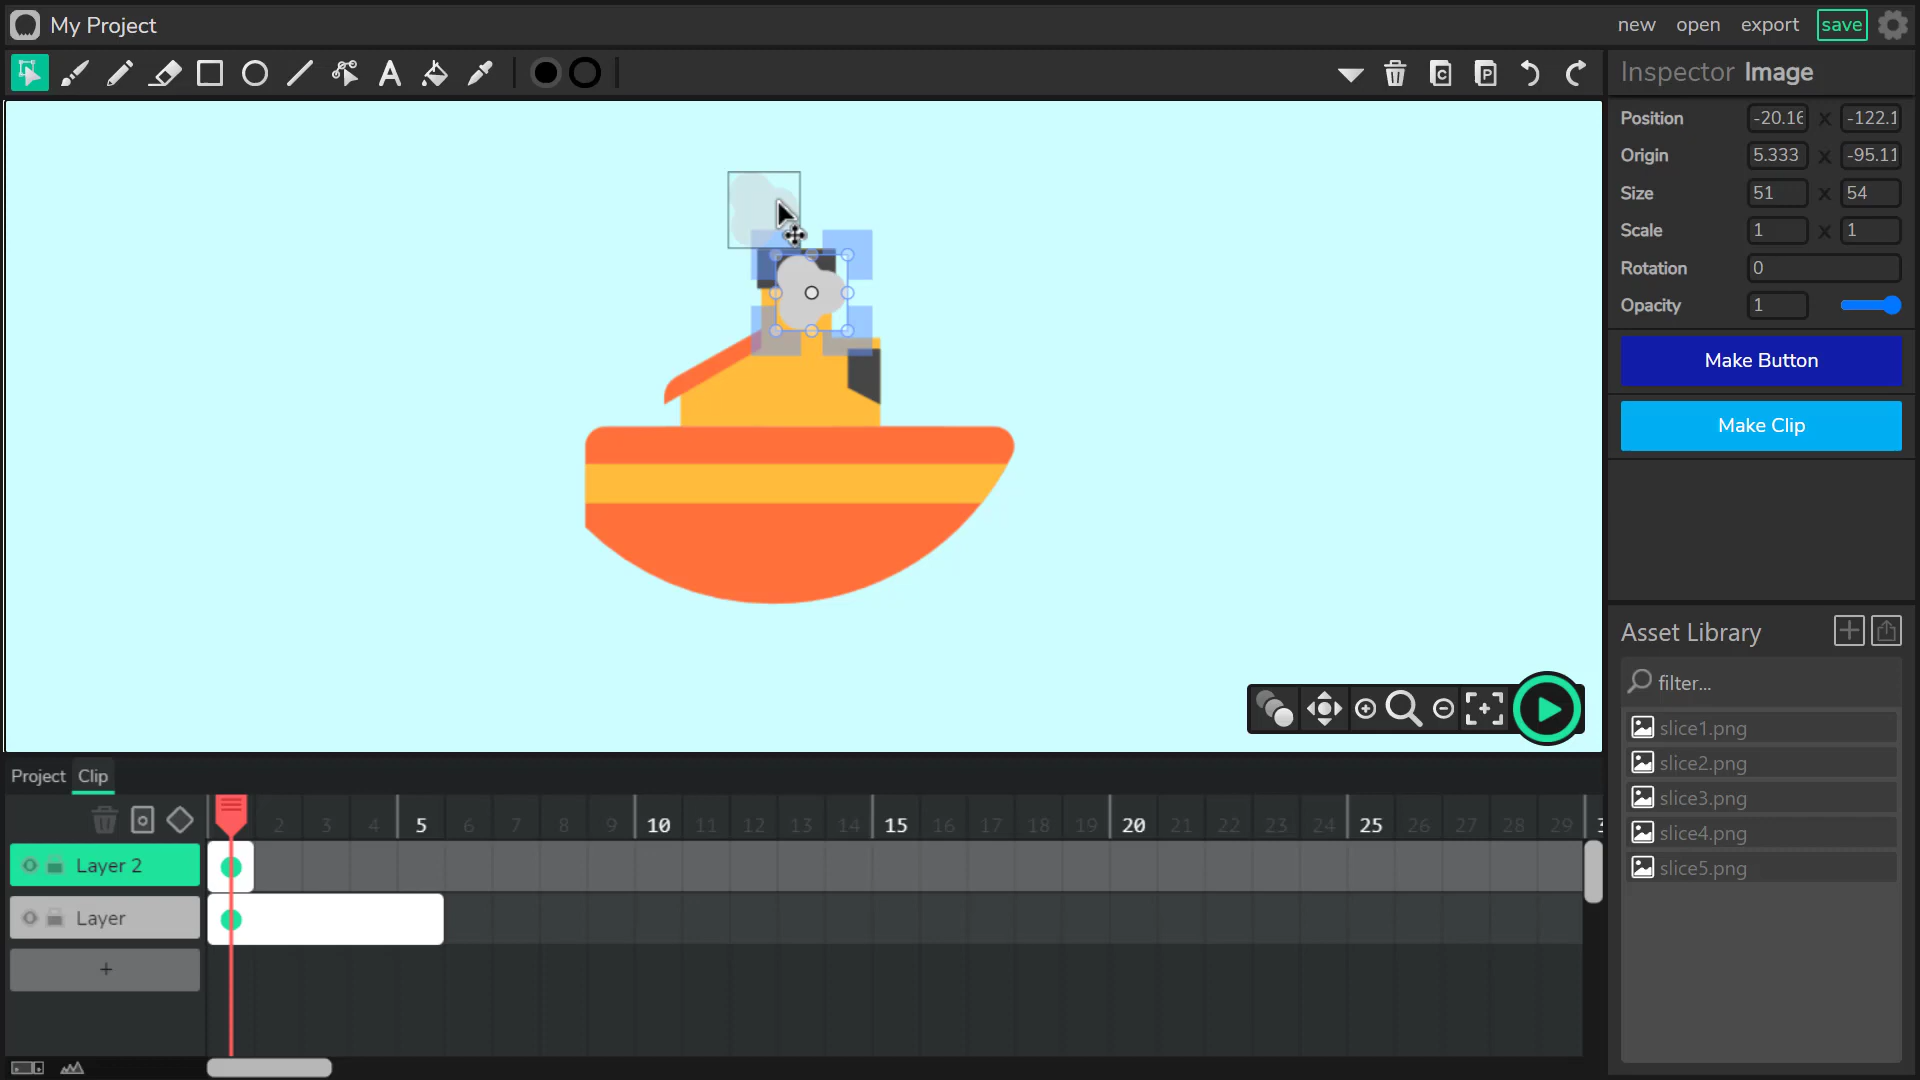 My Project
new open export save
Inspector Image
Position -20.16 x -122.1
Origin 5.333 x -95.11
Size 51 x 54
Scale 1 x 1
Rotation 0
Opacity 1
Make Button
Make Clip
Asset Library
filter...
slice1.png
slice2.png
slice3.png
slice4.png
slice5.png
Project Clip
2 3 4 5 6 7 8 9 10 11 12 13 14 15 16 17 18 19 20 21 22 23 24 25 26 27 28 29
Layer 2
Layer
+